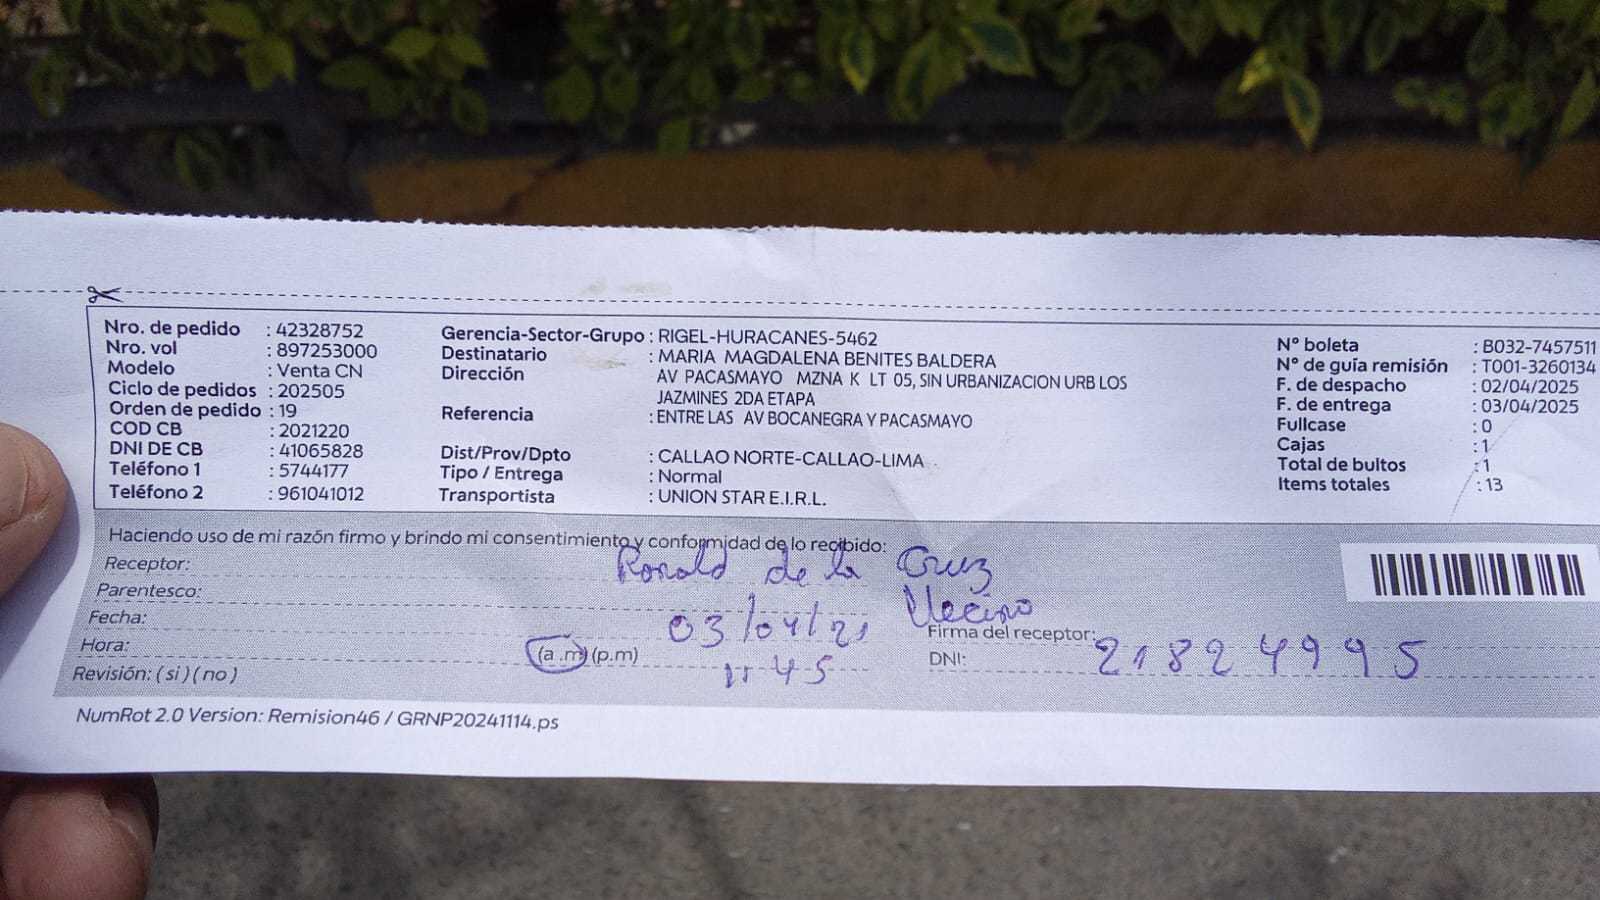 Nro. de pedido : 42328752
Nro. vol : 897253000
Modelo : Venta CN
Ciclo de pedidos : 202505
Orden de pedido : 19
COD CB : 2021220
DNI DE CB : 41065828
Teléfono 1 : 5744177
Teléfono 2 : 961041012
Gerencia-Sector-Grupo : RIGEL-HURACANES-5462
Destinatario : MARIA MAGDALENA BENITES BALDERA
Dirección AV PACASMAYO MZNA K LT 05, SIN URBANIZACION URB LOS
JAZMINES 2DA ETAPA
Referencia : ENTRE LAS AV BOCANEGRA Y PACASMAYO
Dist/Prov/Dpto : CALLAO NORTE-CALLAO-LIMA
Tipo / Entrega : Normal
Transportista : UNION STAR E.I.R.L.
N° boleta : B032-7457511
N° de guía remisión : T001-3260134
F. de despacho : 02/04/2025
F. de entrega : 03/04/2025
Fullcase : 0
Cajas : 1
Total de bultos : 1
Items totales : 13
Haciendo uso de mi razón firmo y brindo mi consentimiento y conformidad de lo recibido:
Receptor: Ronald de la Cruz
Parentesco: Vecino
Fecha: 03/04/21
Firma del receptor:
Hora: (a .m) (p.m) 11 45
DNI: 21824995
Revisión: ( si ) ( no )
NumRot 2.0 Version: Remision46 / GRNP20241114.ps